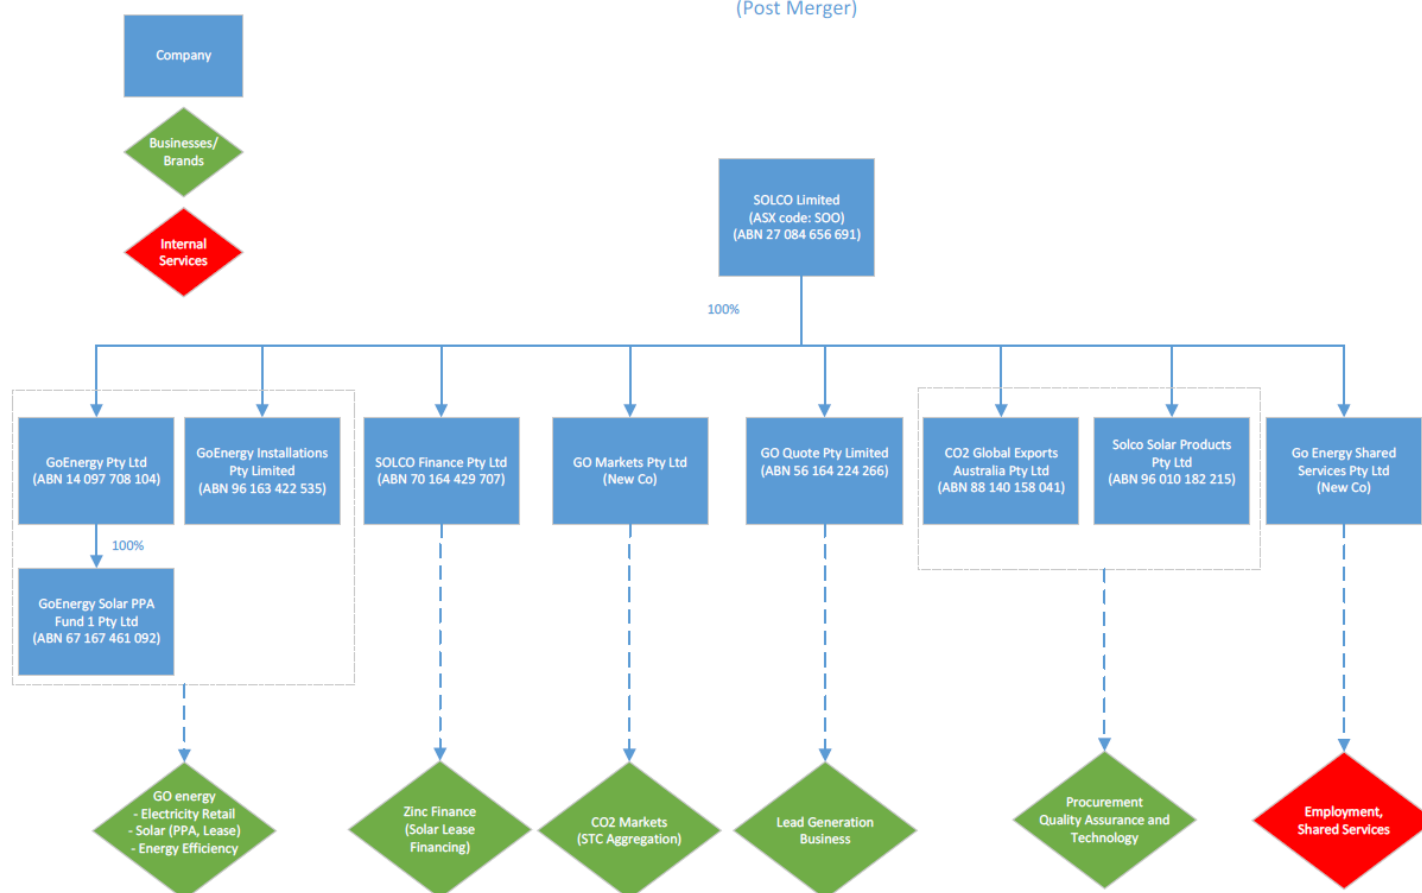 (Post Merger)
Company
Businesses/
Brands
Internal
Services
SOLCO Limited
(ASX code: SOO)
(ABN 27 084 656 691)
100%
GoEnergy Pty Ltd
(ABN 14 097 708 104)
GoEnergy Installations
Pty Limited
(ABN 96 163 422 535)
SOLCO Finance Pty Ltd
(ABN 70 164 429 707)
GO Markets Pty Ltd
(New Co)
GO Quote Pty Limited
(ABN 56 164 224 266)
CO2 Global Exports
Australia Pty Ltd
(ABN 88 140 158 041)
Solco Solar Products
Pty Ltd
(ABN 96 010 182 215)
Go Energy Shared
Services Pty Ltd
(New Co)
100%
GoEnergy Solar PPA
Fund 1 Pty Ltd
(ABN 67 167 461 092)
GO energy
- Electricity Retail
- Solar (PPA, Lease)
- Energy Efficiency
Zinc Finance
(Solar Lease
Financing)
CO2 Markets
(STC Aggregation)
Lead Generation
Business
Procurement
Quality Assurance and
Technology
Employment,
Shared Services